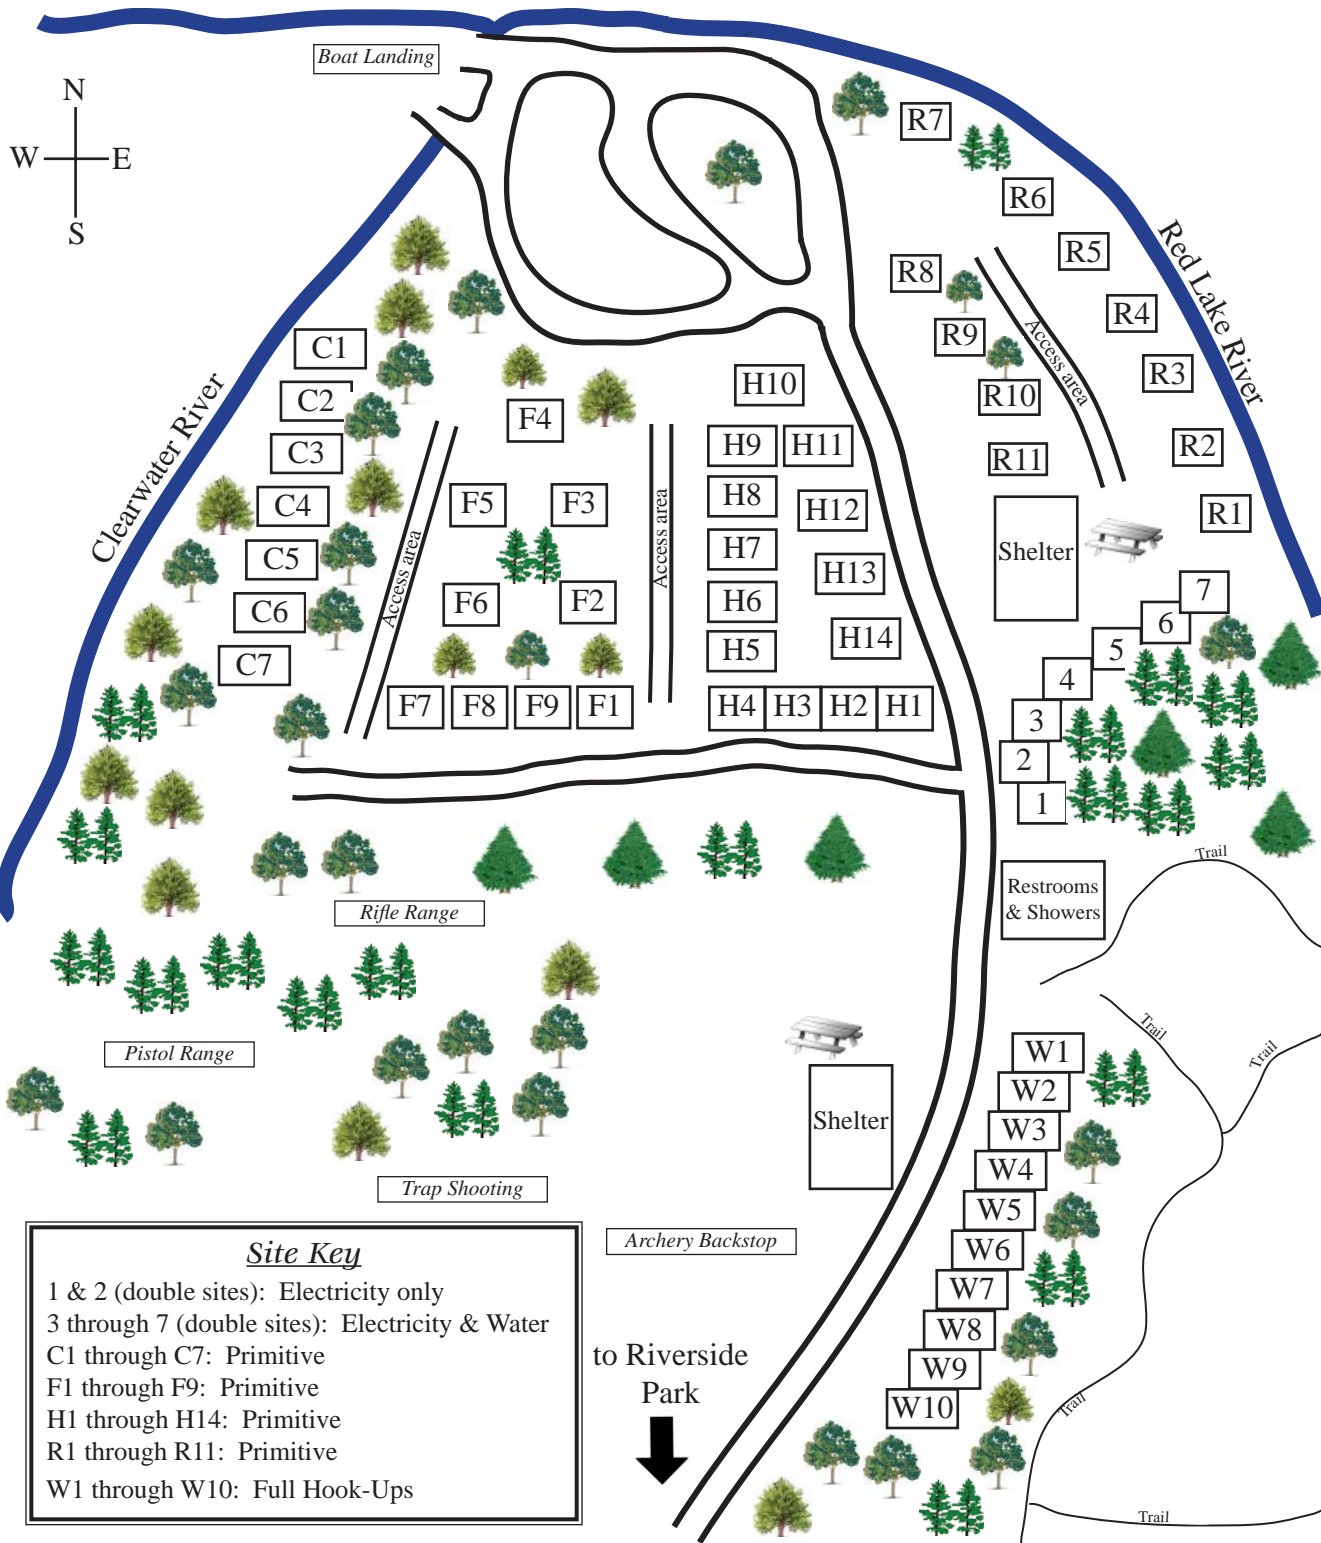 Boat Landing
N
W E
S
R7
R6
R5
R8
R4
R9
R3
R10
R2
R11
R1
Red Lake River
Access area
Clearwater River
C1
C2
C3
C4
C5
C6
C7
Access area
F4
F5 F3
F6 F2
F7 F8 F9 F1
Access area
H10
H9 H11
H8 H12
H7 H13
H6 H14
H5
H4 H3 H2 H1
Shelter
7
6
5
4
3
2
1
Restrooms
& Showers
Trail
Trail
Trail
Rifle Range
Pistol Range
Trap Shooting
Archery Backstop
Shelter
W1
W2
W3
W4
W5
W6
W7
W8
W9
W10
Trail
Trail
to Riverside
Park
Site Key
1 & 2 (double sites): Electricity only
3 through 7 (double sites): Electricity & Water
C1 through C7: Primitive
F1 through F9: Primitive
H1 through H14: Primitive
R1 through R11: Primitive
W1 through W10: Full Hook-Ups